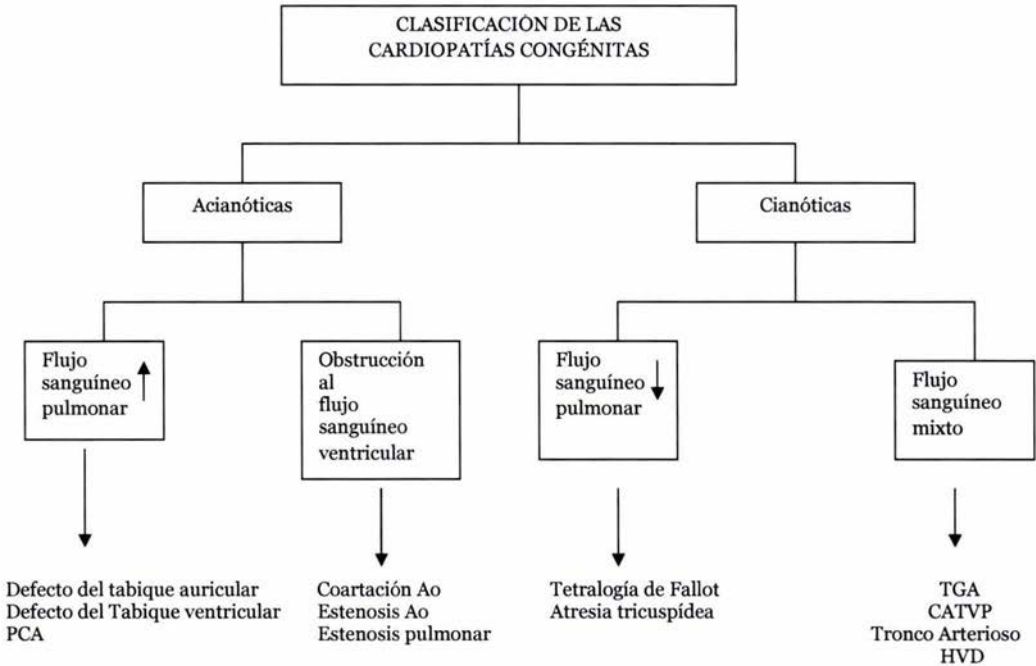 CLASIFICACIÓN DE LAS
CARDIOPATÍAS CONGÉNITAS
Acianóticas
Cianóticas
Flujo
sanguíneo
pulmonar
Obstrucción
al
flujo
sanguíneo
ventricular
Flujo
sanguíneo
pulmonar
Flujo
sanguíneo
mixto
Defecto del tabique auricular
Defecto del Tabique ventricular
PCA
Coartación Ao
Estenosis Ao
Estenosis pulmonar
Tetralogía de Fallot
Atresia tricuspídea
TGA
CATVP
Tronco Arterioso
HVD